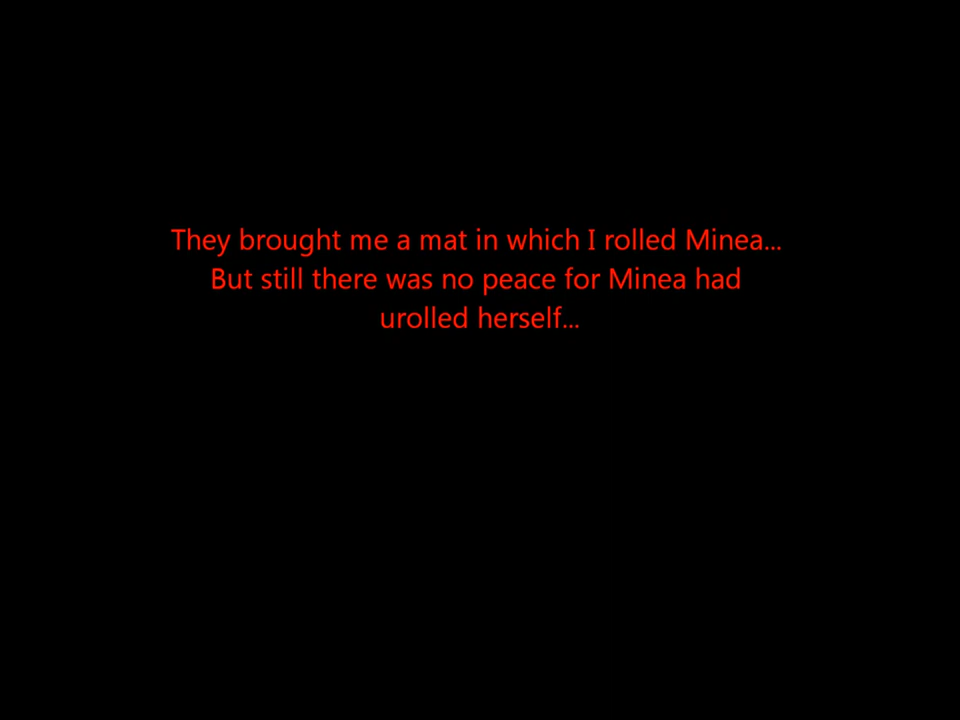 They brought me a mat in which I rolled Minea...
But still there was no peace for Minea had
urolled herself...